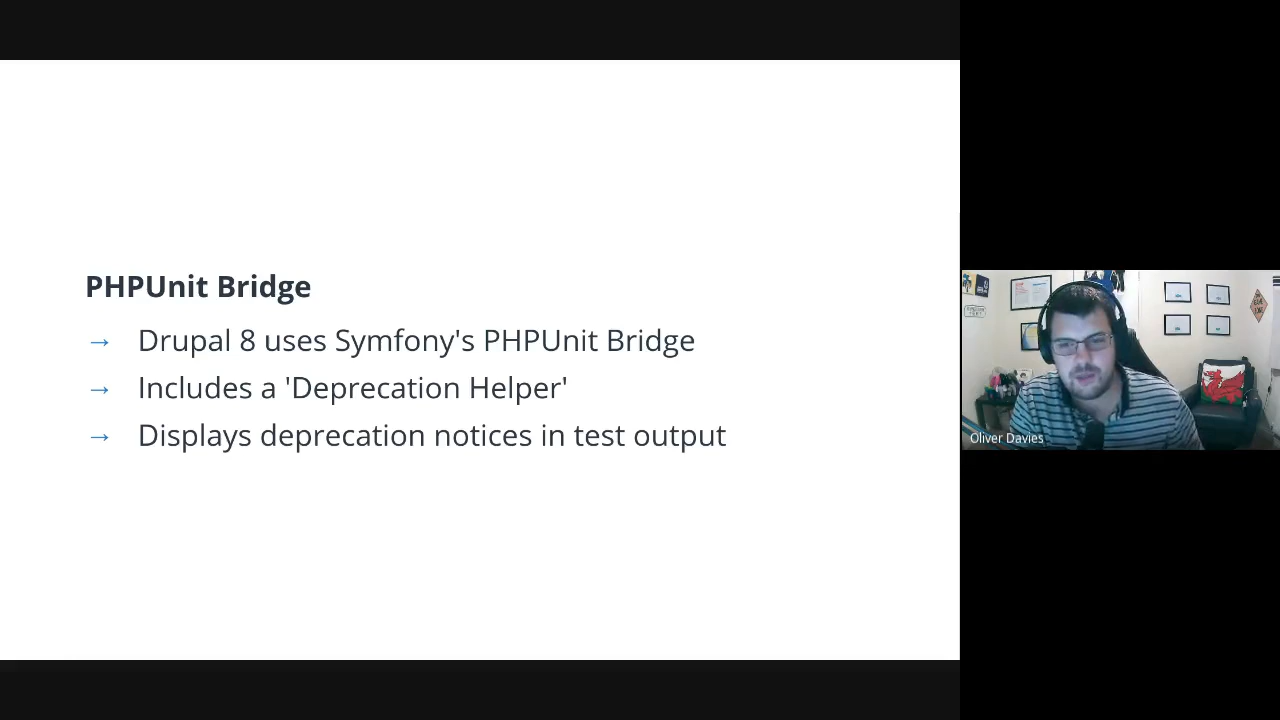 PHPUnit Bridge
→ Drupal 8 uses Symfony's PHPUnit Bridge
→ Includes a 'Deprecation Helper'
→ Displays deprecation notices in test output
Oliver Davies